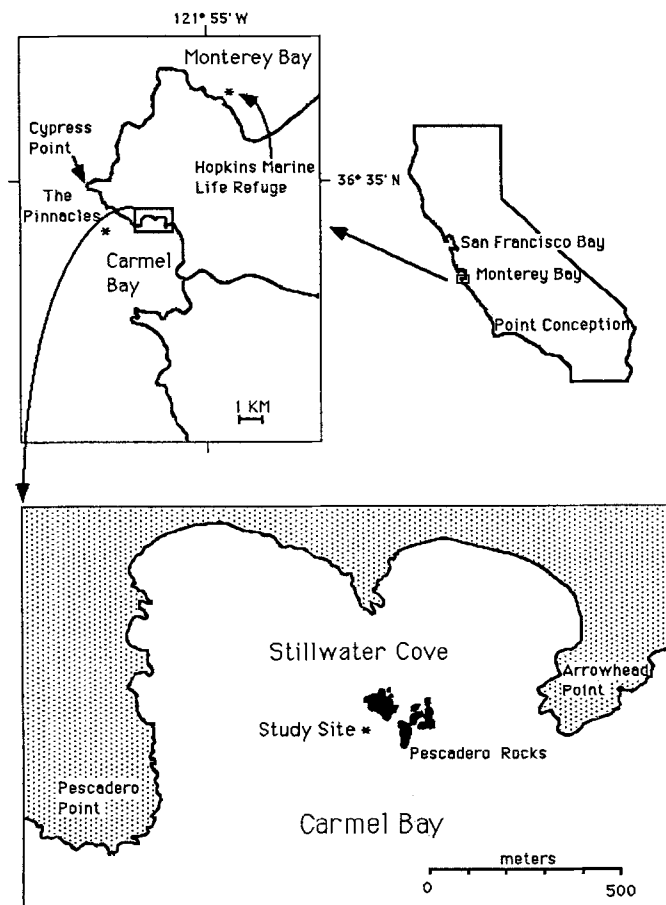 121° 55' W
Monterey Bay
*
Cypress
Point
Hopkins Marine
Life Refuge
36° 35' N
The
Pinnacles
*
Carmel
Bay
1 KM
San Francisco Bay
Monterey Bay
Point Conception
Stillwater Cove
Arrowhead
Point
Study Site *
Pescadero Rocks
Pescadero
Point
Carmel Bay
meters
0 500